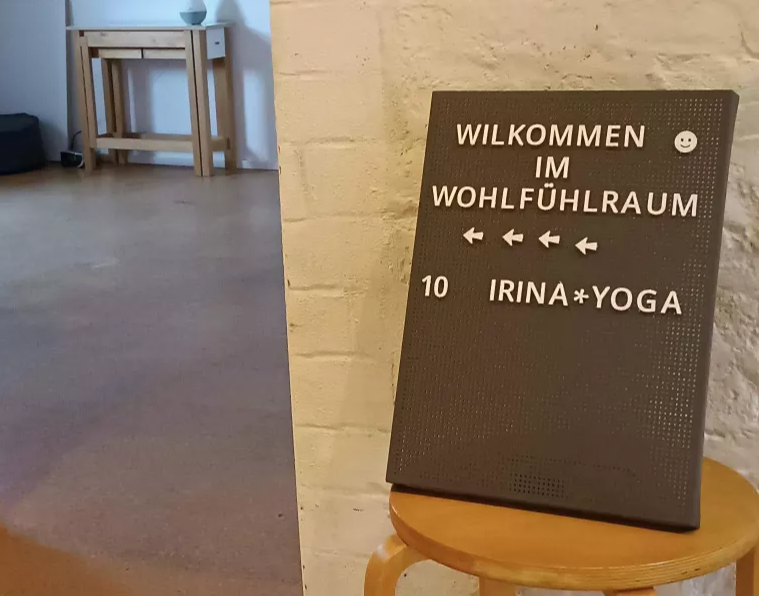 WILKOMMEN ☺
IM
WOHLFÜHLRAUM
← ← ← ←
10 IRINA*YOGA